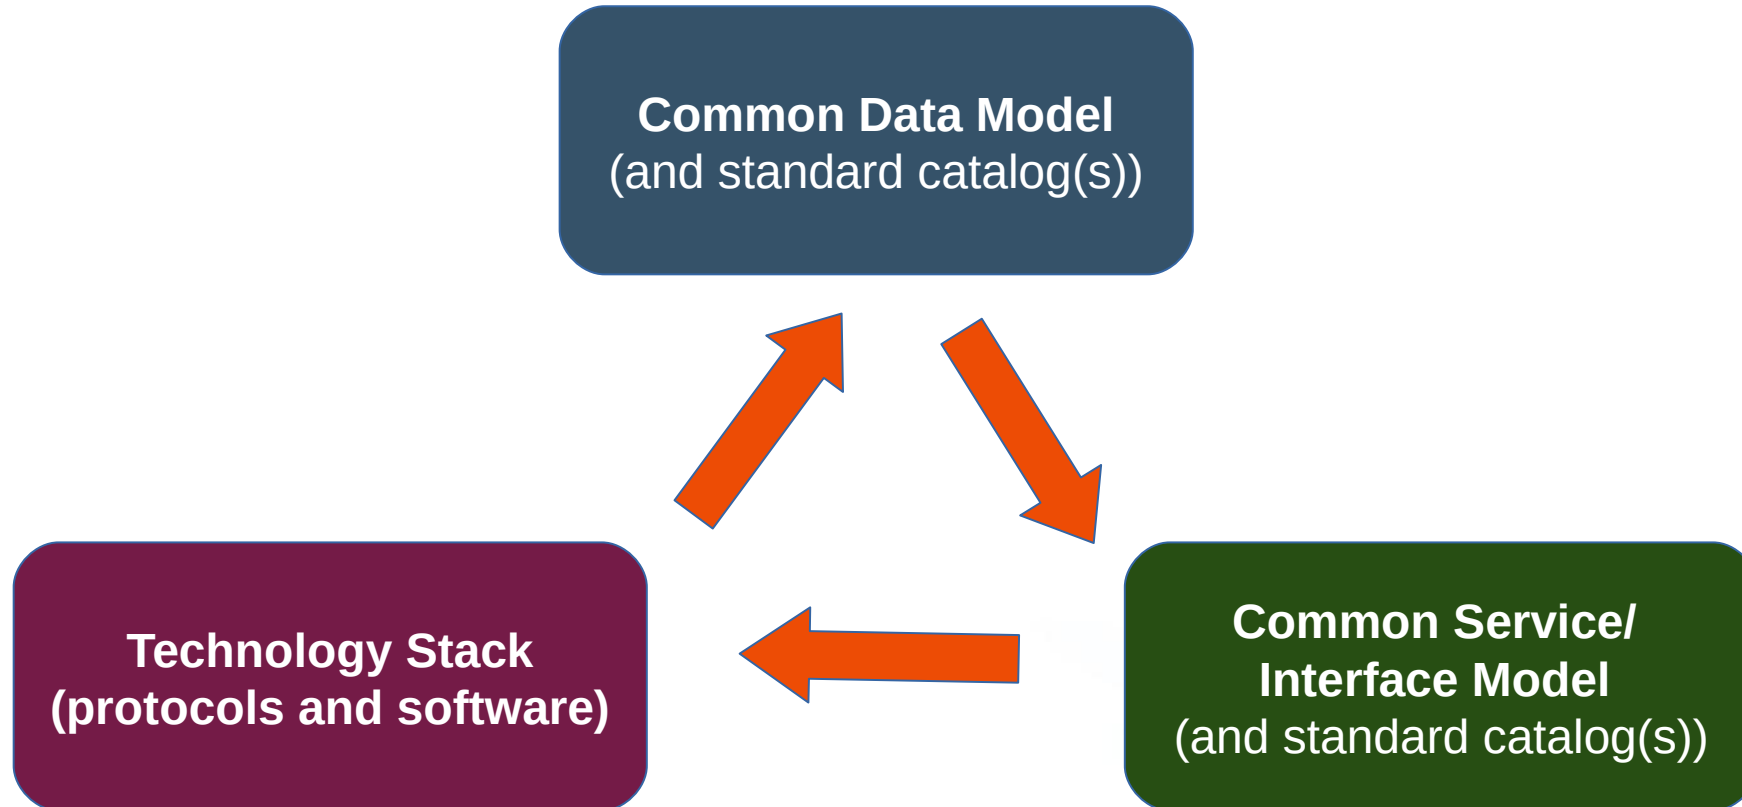 Common Data Model
(and standard catalog(s))
Technology Stack
(protocols and software)
Common Service/
Interface Model
(and standard catalog(s))